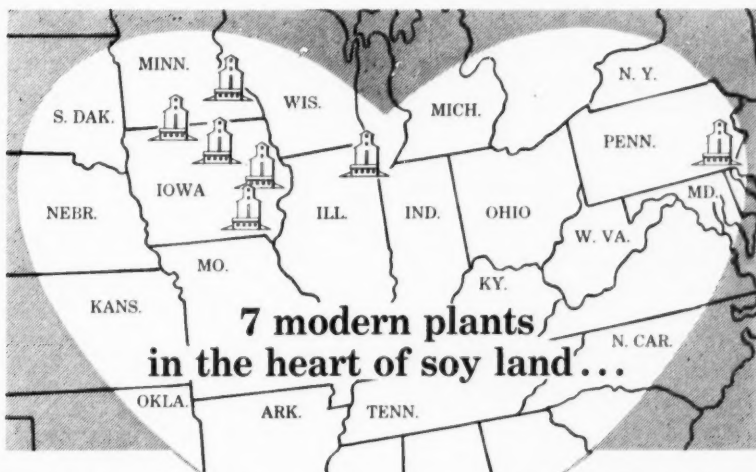 MINN.
WIS.
MICH.
N. Y.
S. DAK.
PENN.
IOWA
NEBR.
ILL.
IND.
OHIO
MD.
W. VA.
MO.
KY.
KANS.
7 modern plants
in the heart of soy land...
N. CAR.
OKLA.
ARK.
TENN.